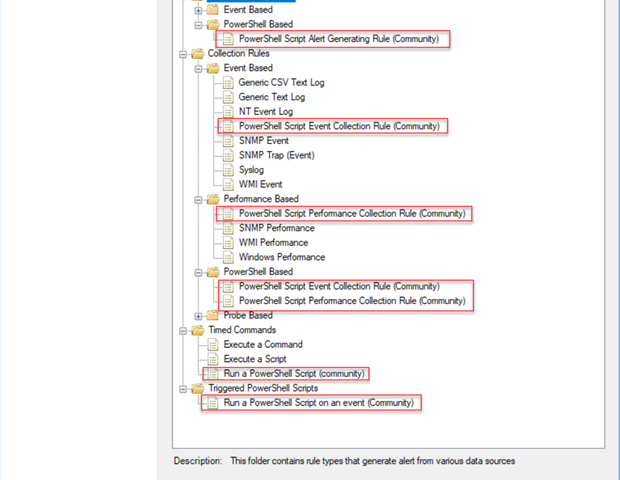 Event Based
PowerShell Based
PowerShell Script Alert Generating Rule (Community)
Collection Rules
Event Based
Generic CSV Text Log
Generic Text Log
NT Event Log
PowerShell Script Event Collection Rule (Community)
SNMP Event
SNMP Trap (Event)
Syslog
WMI Event
Performance Based
PowerShell Script Performance Collection Rule (Community)
SNMP Performance
WMI Performance
Windows Performance
PowerShell Based
PowerShell Script Event Collection Rule (Community)
PowerShell Script Performance Collection Rule (Community)
Probe Based
Timed Commands
Execute a Command
Execute a Script
Run a PowerShell Script (community)
Triggered PowerShell Scripts
Run a PowerShell Script on an event (Community)
Description: This folder contains rule types that generate alert from various data sources